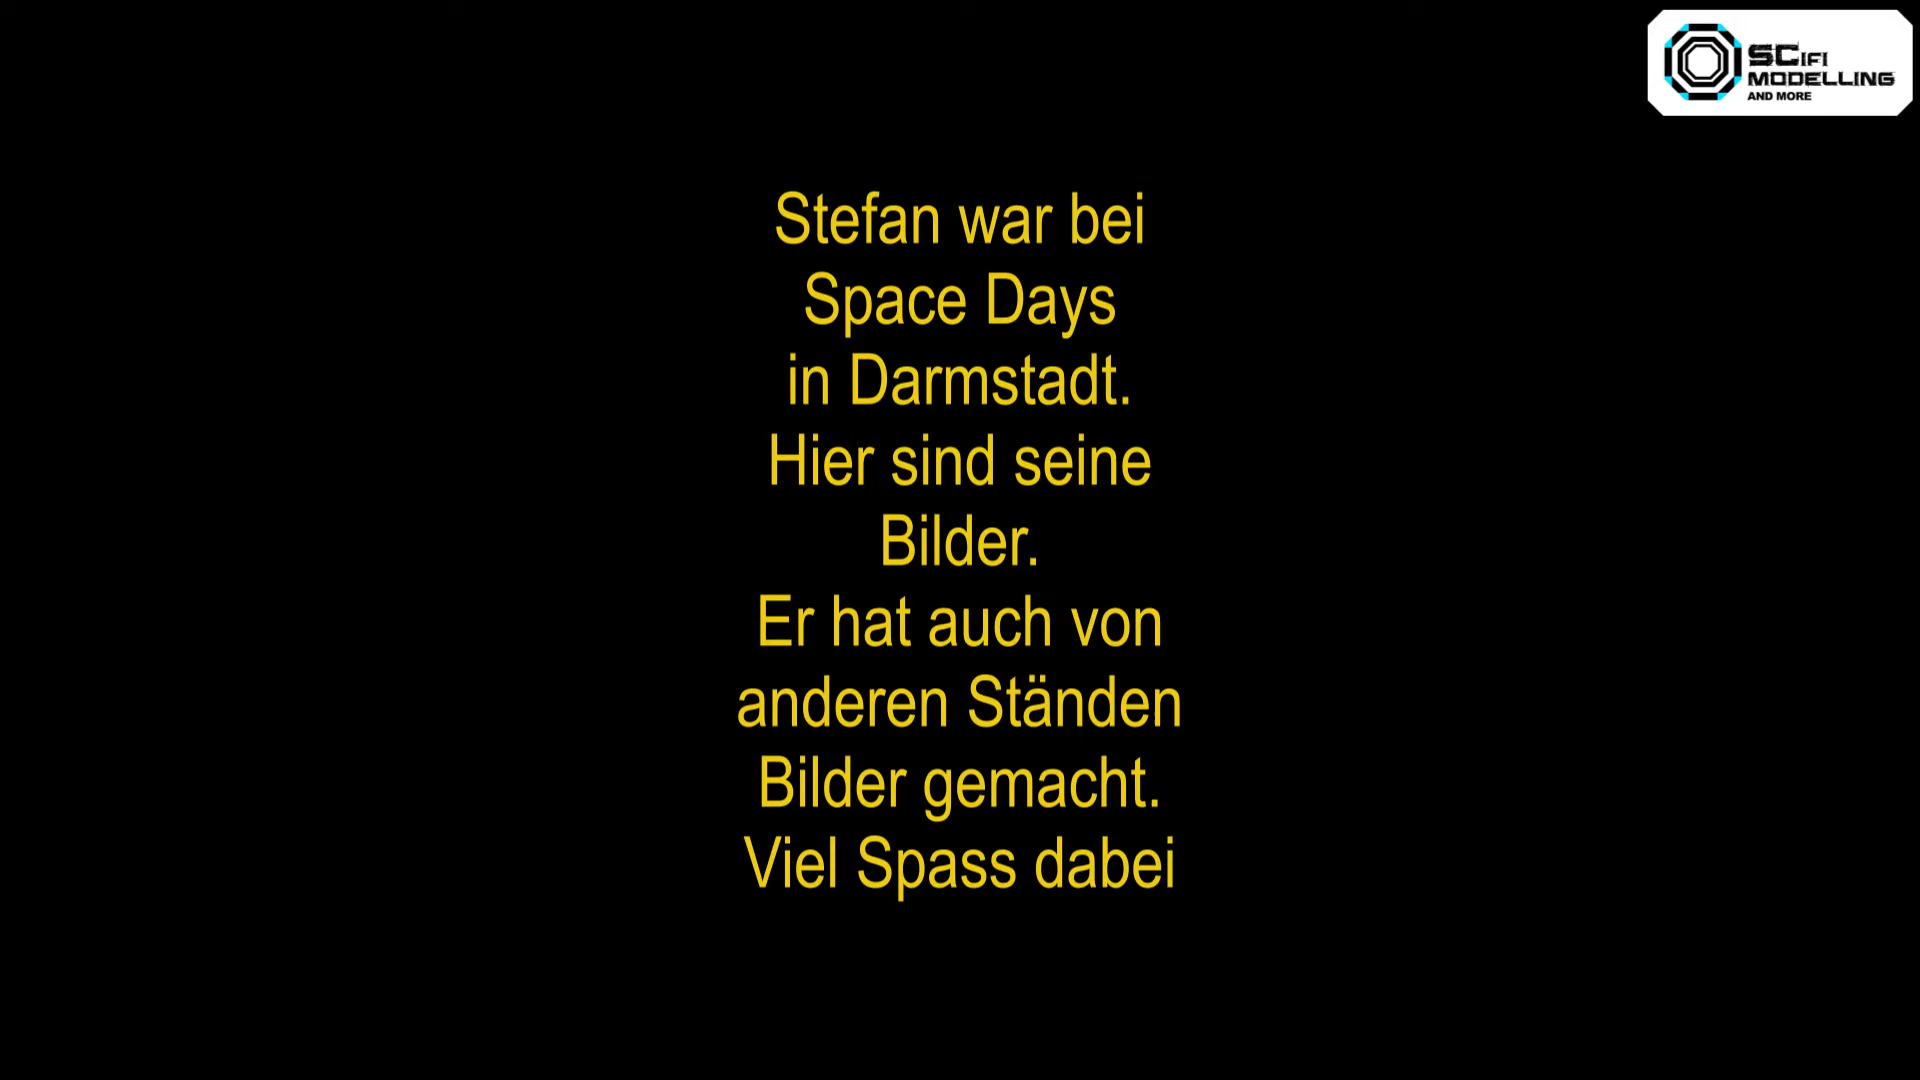 SCIFI
MODELLING
AND MORE
Stefan war bei
Space Days
in Darmstadt.
Hier sind seine
Bilder.
Er hat auch von
anderen Ständen
Bilder gemacht.
Viel Spass dabei